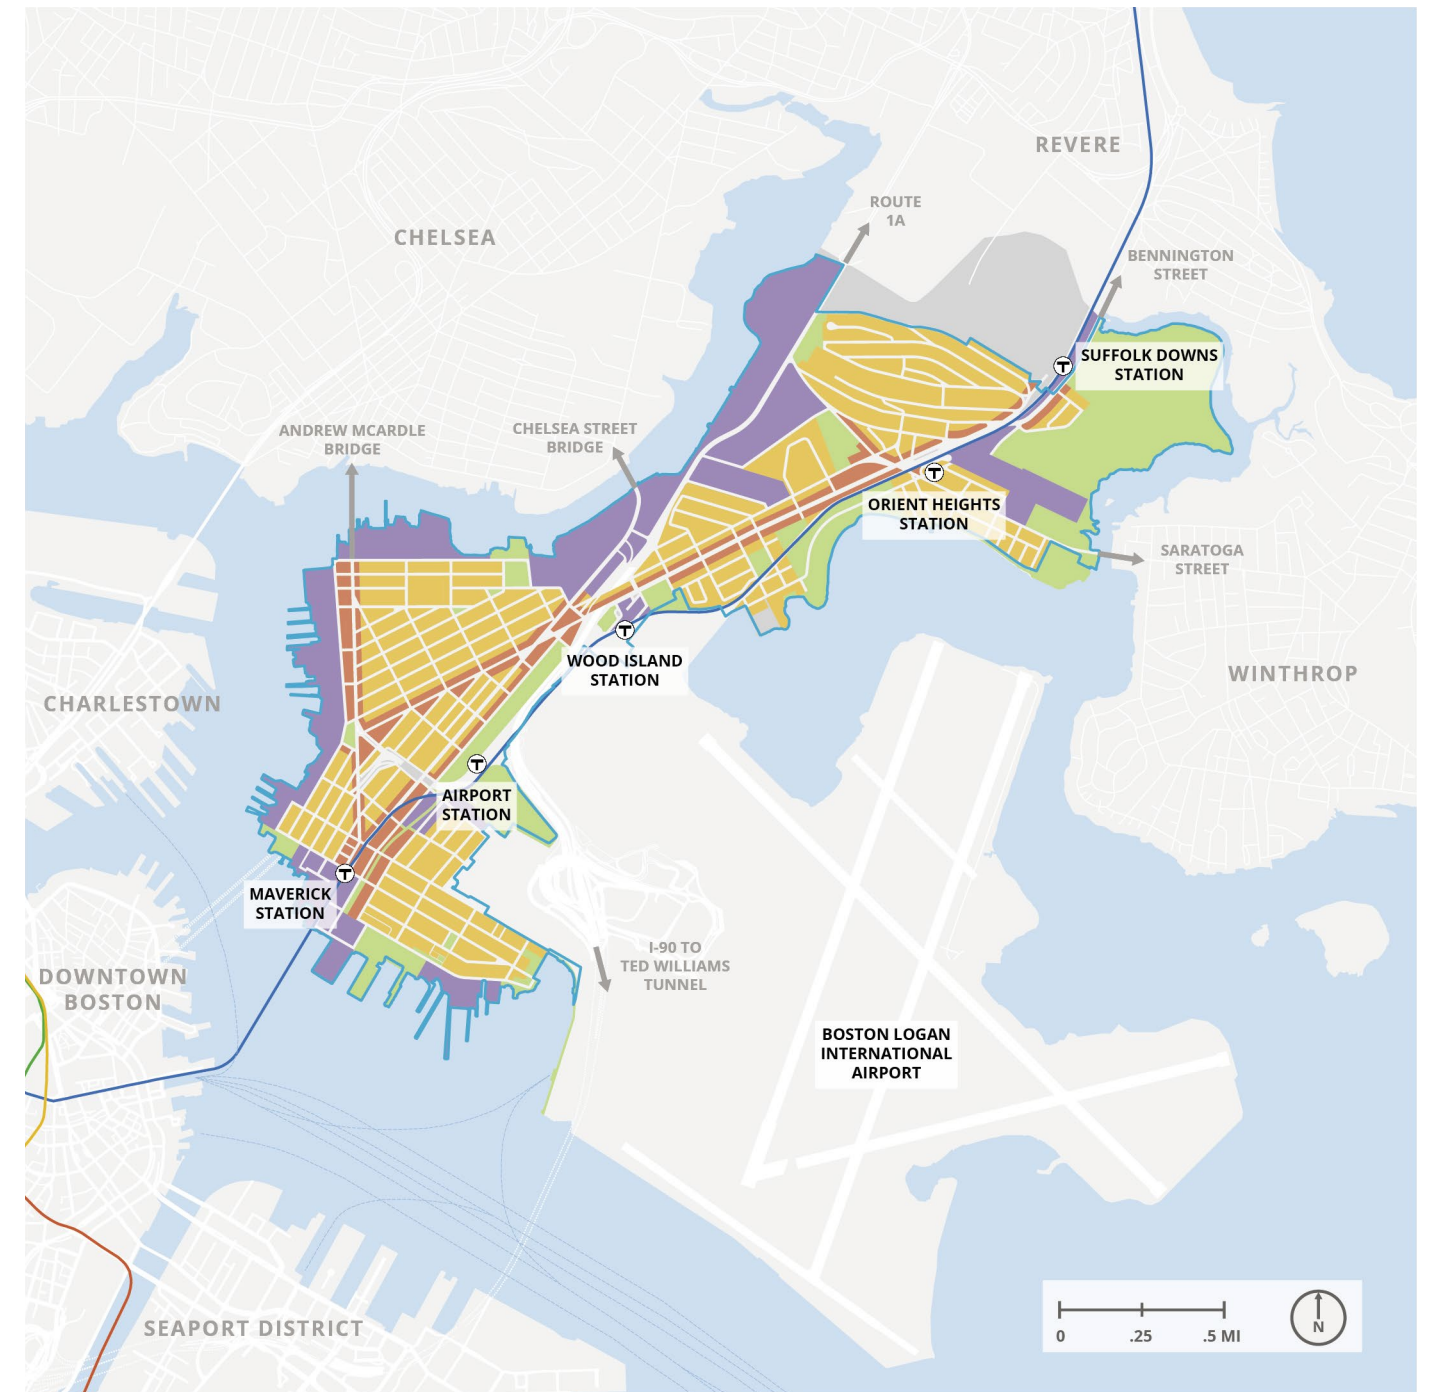 REVERE
ROUTE
1A
CHELSEA
BENNINGTON
STREET
SUFFOLK DOWNS
STATION
T
ANDREW MCARDLE
BRIDGE
CHELSEA STREET
BRIDGE
T
ORIENT HEIGHTS
STATION
SARATOGA
STREET
T
WOOD ISLAND
STATION
WINTHROP
CHARLESTOWN
T
AIRPORT
STATION
T
MAVERICK
STATION
I-90 TO
TED WILLIAMS
TUNNEL
DOWNTOWN
BOSTON
BOSTON LOGAN
INTERNATIONAL
AIRPORT
SEAPORT DISTRICT
0 .25 .5 MI
N